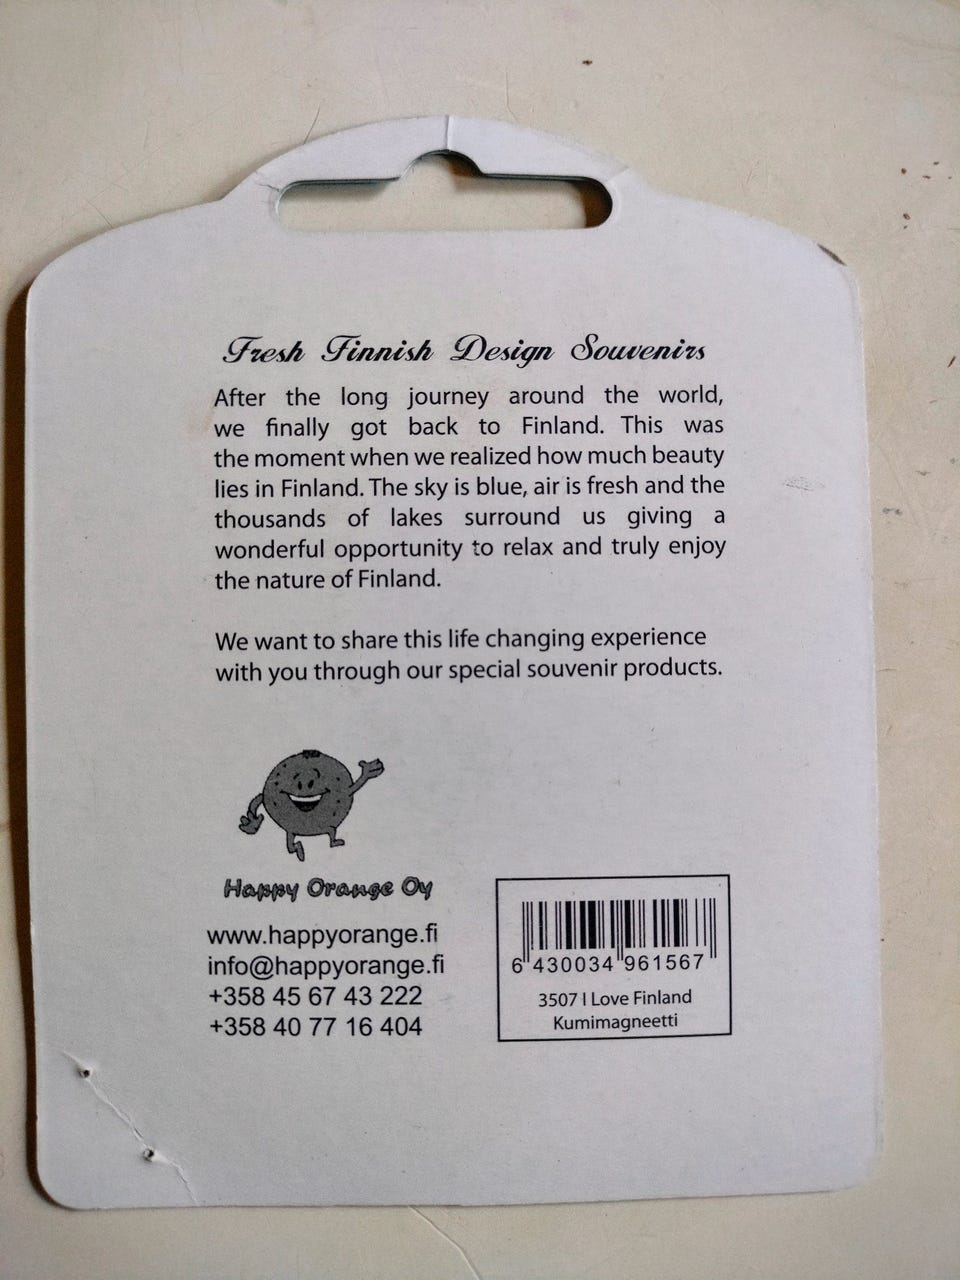 Fresh Finnish Design Souvenirs
After the long journey around the world,
we finally got back to Finland. This was
the moment when we realized how much beauty
lies in Finland. The sky is blue, air is fresh and the
thousands of lakes surround us giving a
wonderful opportunity to relax and truly enjoy
the nature of Finland.
We want to share this life changing experience
with you through our special souvenir products.
Happy Orange Oy
www.happyorange.fi
info@happyorange.fi
+358 45 67 43 222
+358 40 77 16 404
6 430034 961567
3507 I Love Finland
Kumimagneetti